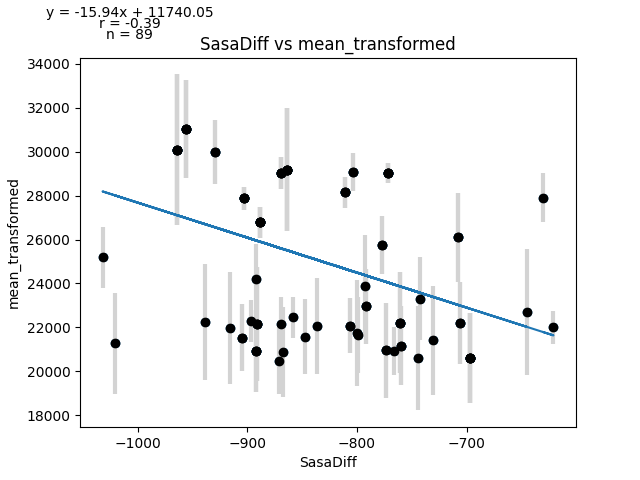 y = -15.94x + 11740.05
r = -0.39
n = 89
SasaDiff vs mean_transformed
34000
32000
30000
28000
26000
24000
22000
20000
18000
mean_transformed
−1000
−900
−800
−700
SasaDiff